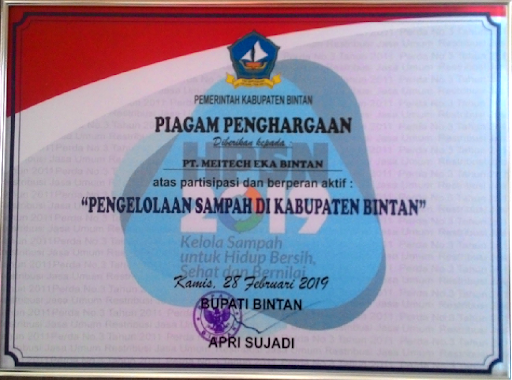 PEMERINTAH KABUPATEN BINTAN
PIAGAM PENGHARGAAN
Diberikan kepada :
PT. MEITECH EKA BINTAN
atas partisipasi dan berperan aktif :
"PENGELOLAAN SAMPAH DI KABUPATEN BINTAN"
2019
Kelola Sampah
untuk Hidup Bersih,
Sehat dan Bernilai
Kamis, 28 Februari 2019
BUPATI BINTAN
APRI SUJADI